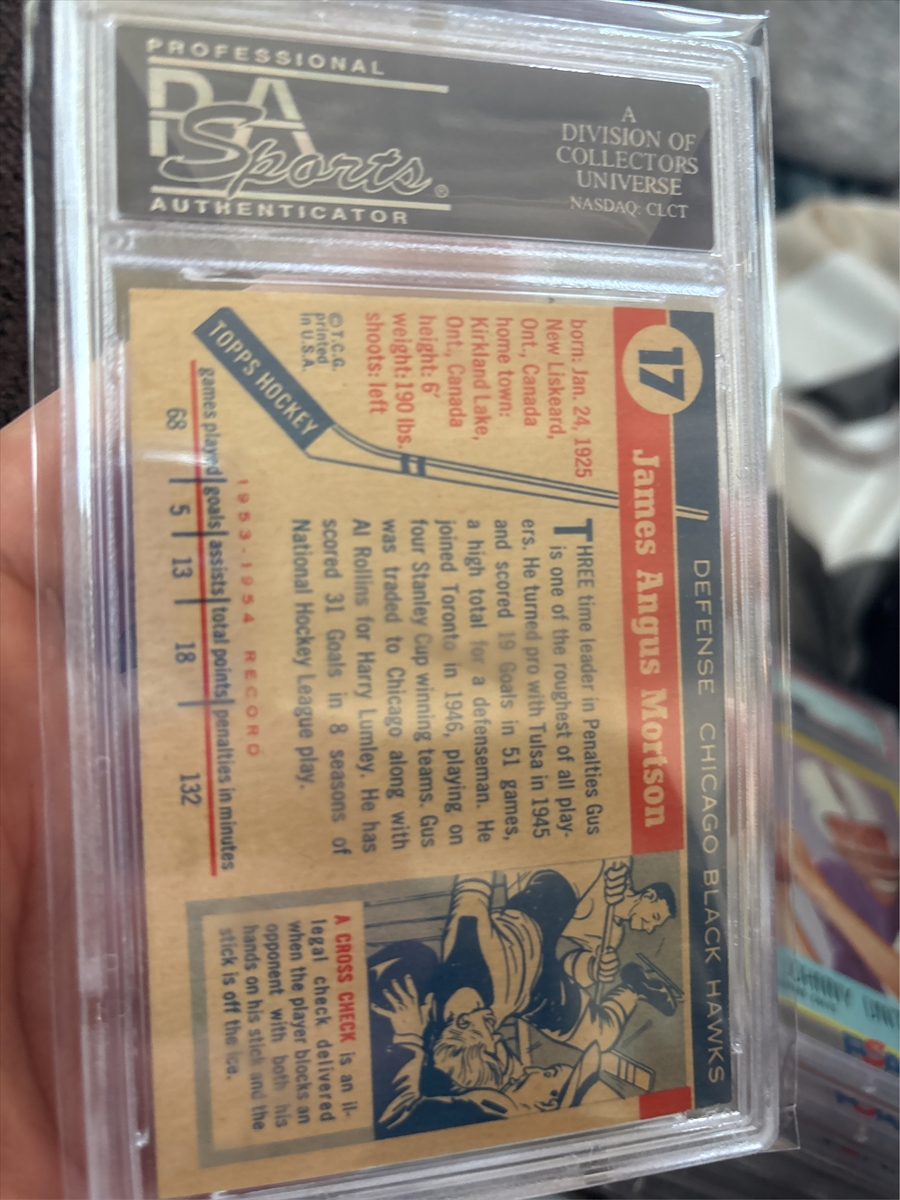 PROFESSIONAL
PSA
Sports®
AUTHENTICATOR
A
DIVISION OF
COLLECTORS
UNIVERSE
NASDAQ: CLCT
DEFENSE CHICAGO BLACK HAWKS
17
James Angus Mortson
born: Jan. 24, 1925
New Liskeard,
Ont., Canada
home town:
Kirkland Lake,
Ont., Canada
height: 6'
weight: 190 lbs.
shoots: left
© T.C.G.
printed
in U.S.A.
TOPPS HOCKEY
THREE time leader in Penalties Gus
is one of the roughest of all play-
ers. He turned pro with Tulsa in 1945
and scored 19 Goals in 51 games,
a high total for a defenseman. He
joined Toronto in 1946, playing on
four Stanley Cup winning teams. Gus
was traded to Chicago along with
Al Rollins for Harry Lumley. He has
scored 31 Goals in 8 seasons of
National Hockey League play.
1953-1954 RECORD
games played goals assists total points penalties in minutes
68 5 13 18 132
A CROSS CHECK is an il-
legal check delivered
when the player blocks an
opponent with both his
hands on his stick and the
stick is off the ice.